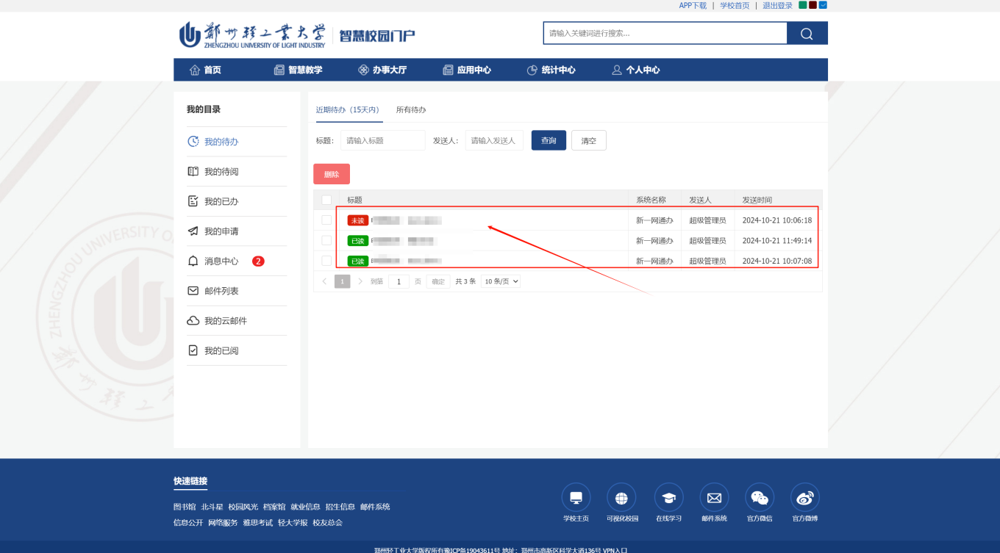 APP下载 | 学校首页 | 退出登录
郑州轻工业大学
ZHENGZHOU UNIVERSITY OF LIGHT INDUSTRY
智慧校园门户
请输入关键词进行搜索...
首页 智慧教学 办事大厅 应用中心 统计中心 个人中心
我的目录
我的待办
我的待阅
我的已办
我的申请
消息中心 2
邮件列表
我的云邮件
我的已阅
近期待办（15天内） 所有待办
标题： 请输入标题 发送人： 请输入发送人 查询 清空
删除
标题 系统名称 发送人 发送时间
未读 新一网通办 超级管理员 2024-10-21 10:06:18
已读 新一网通办 超级管理员 2024-10-21 11:49:14
已读 新一网通办 超级管理员 2024-10-21 10:07:08
1 到第 1 页 确定 共 3 条 10 条/页
ZHENGZHOU UNIVERSITY O
郑州轻工
快速链接
图书馆 北斗星 校园风光 档案馆 就业信息 招生信息 邮件系统
信息公开 网络服务 雅思考试 轻大学报 校友总会
学校主页 可视化校园 在线学习 邮件系统 官方微信 官方微博
郑州轻工业大学版权所有豫ICP备19043611号 地址：郑州市高新区科学大道136号 VPN入口